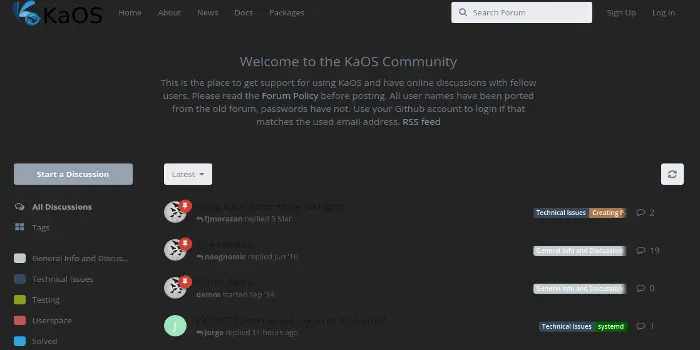 KaOS
Home About News Docs Packages Search Forum Sign Up Log In
Welcome to the KaOS Community
This is the place to get support for using KaOS and have online discussions with fellow
users. Please read the Forum Policy before posting. All user names have been ported
from the old forum, passwords have not. Use your Github account to login if that
matches the used email address. RSS feed
Start a Discussion
Latest
All Discussions
Tags
General Info and Discus...
Technical Issues
Testing
Userspace
Solved
fjmorazan replied 5 Mar
Technical Issues Creating P
2
neognomic replied Jun '16
General Info and Discussion
19
demm started Sep '14
General Info and Discussion
0
J
Jorge replied 11 hours ago
Technical Issues systemd
1